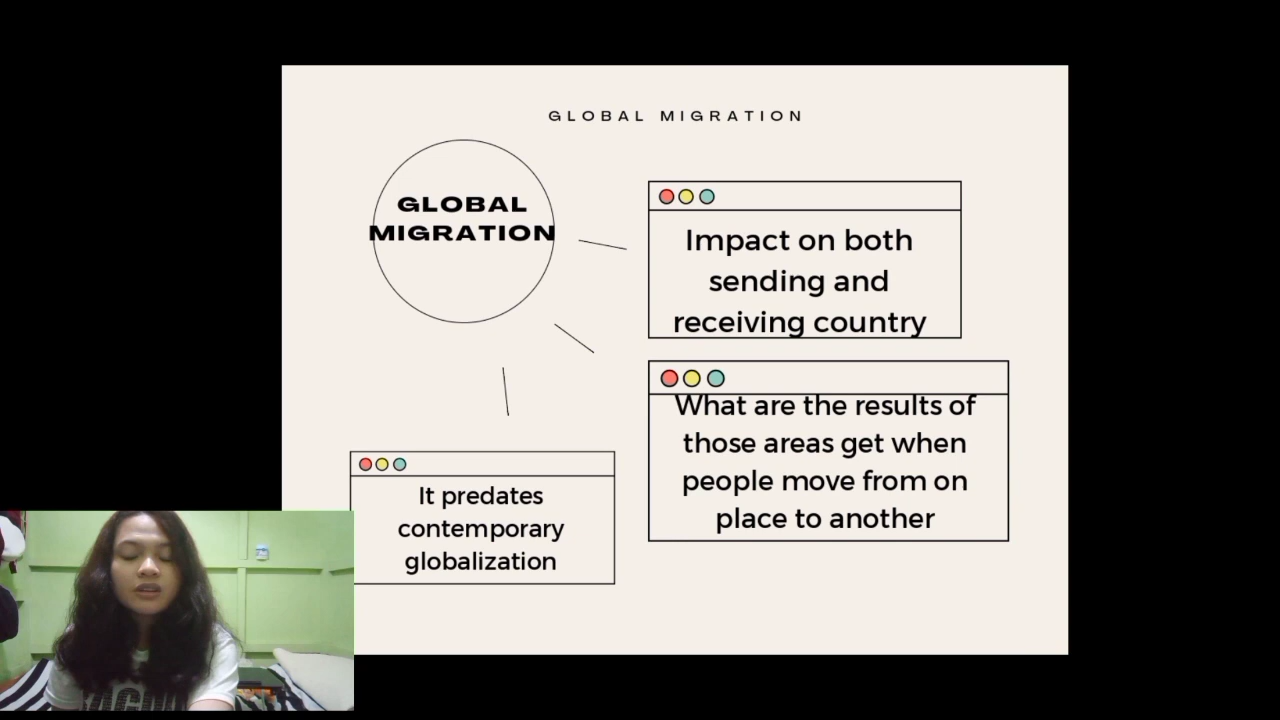 GLOBAL MIGRATION
GLOBAL
MIGRATION
Impact on both
sending and
receiving country
What are the results of
those areas get when
people move from on
place to another
It predates
contemporary
globalization